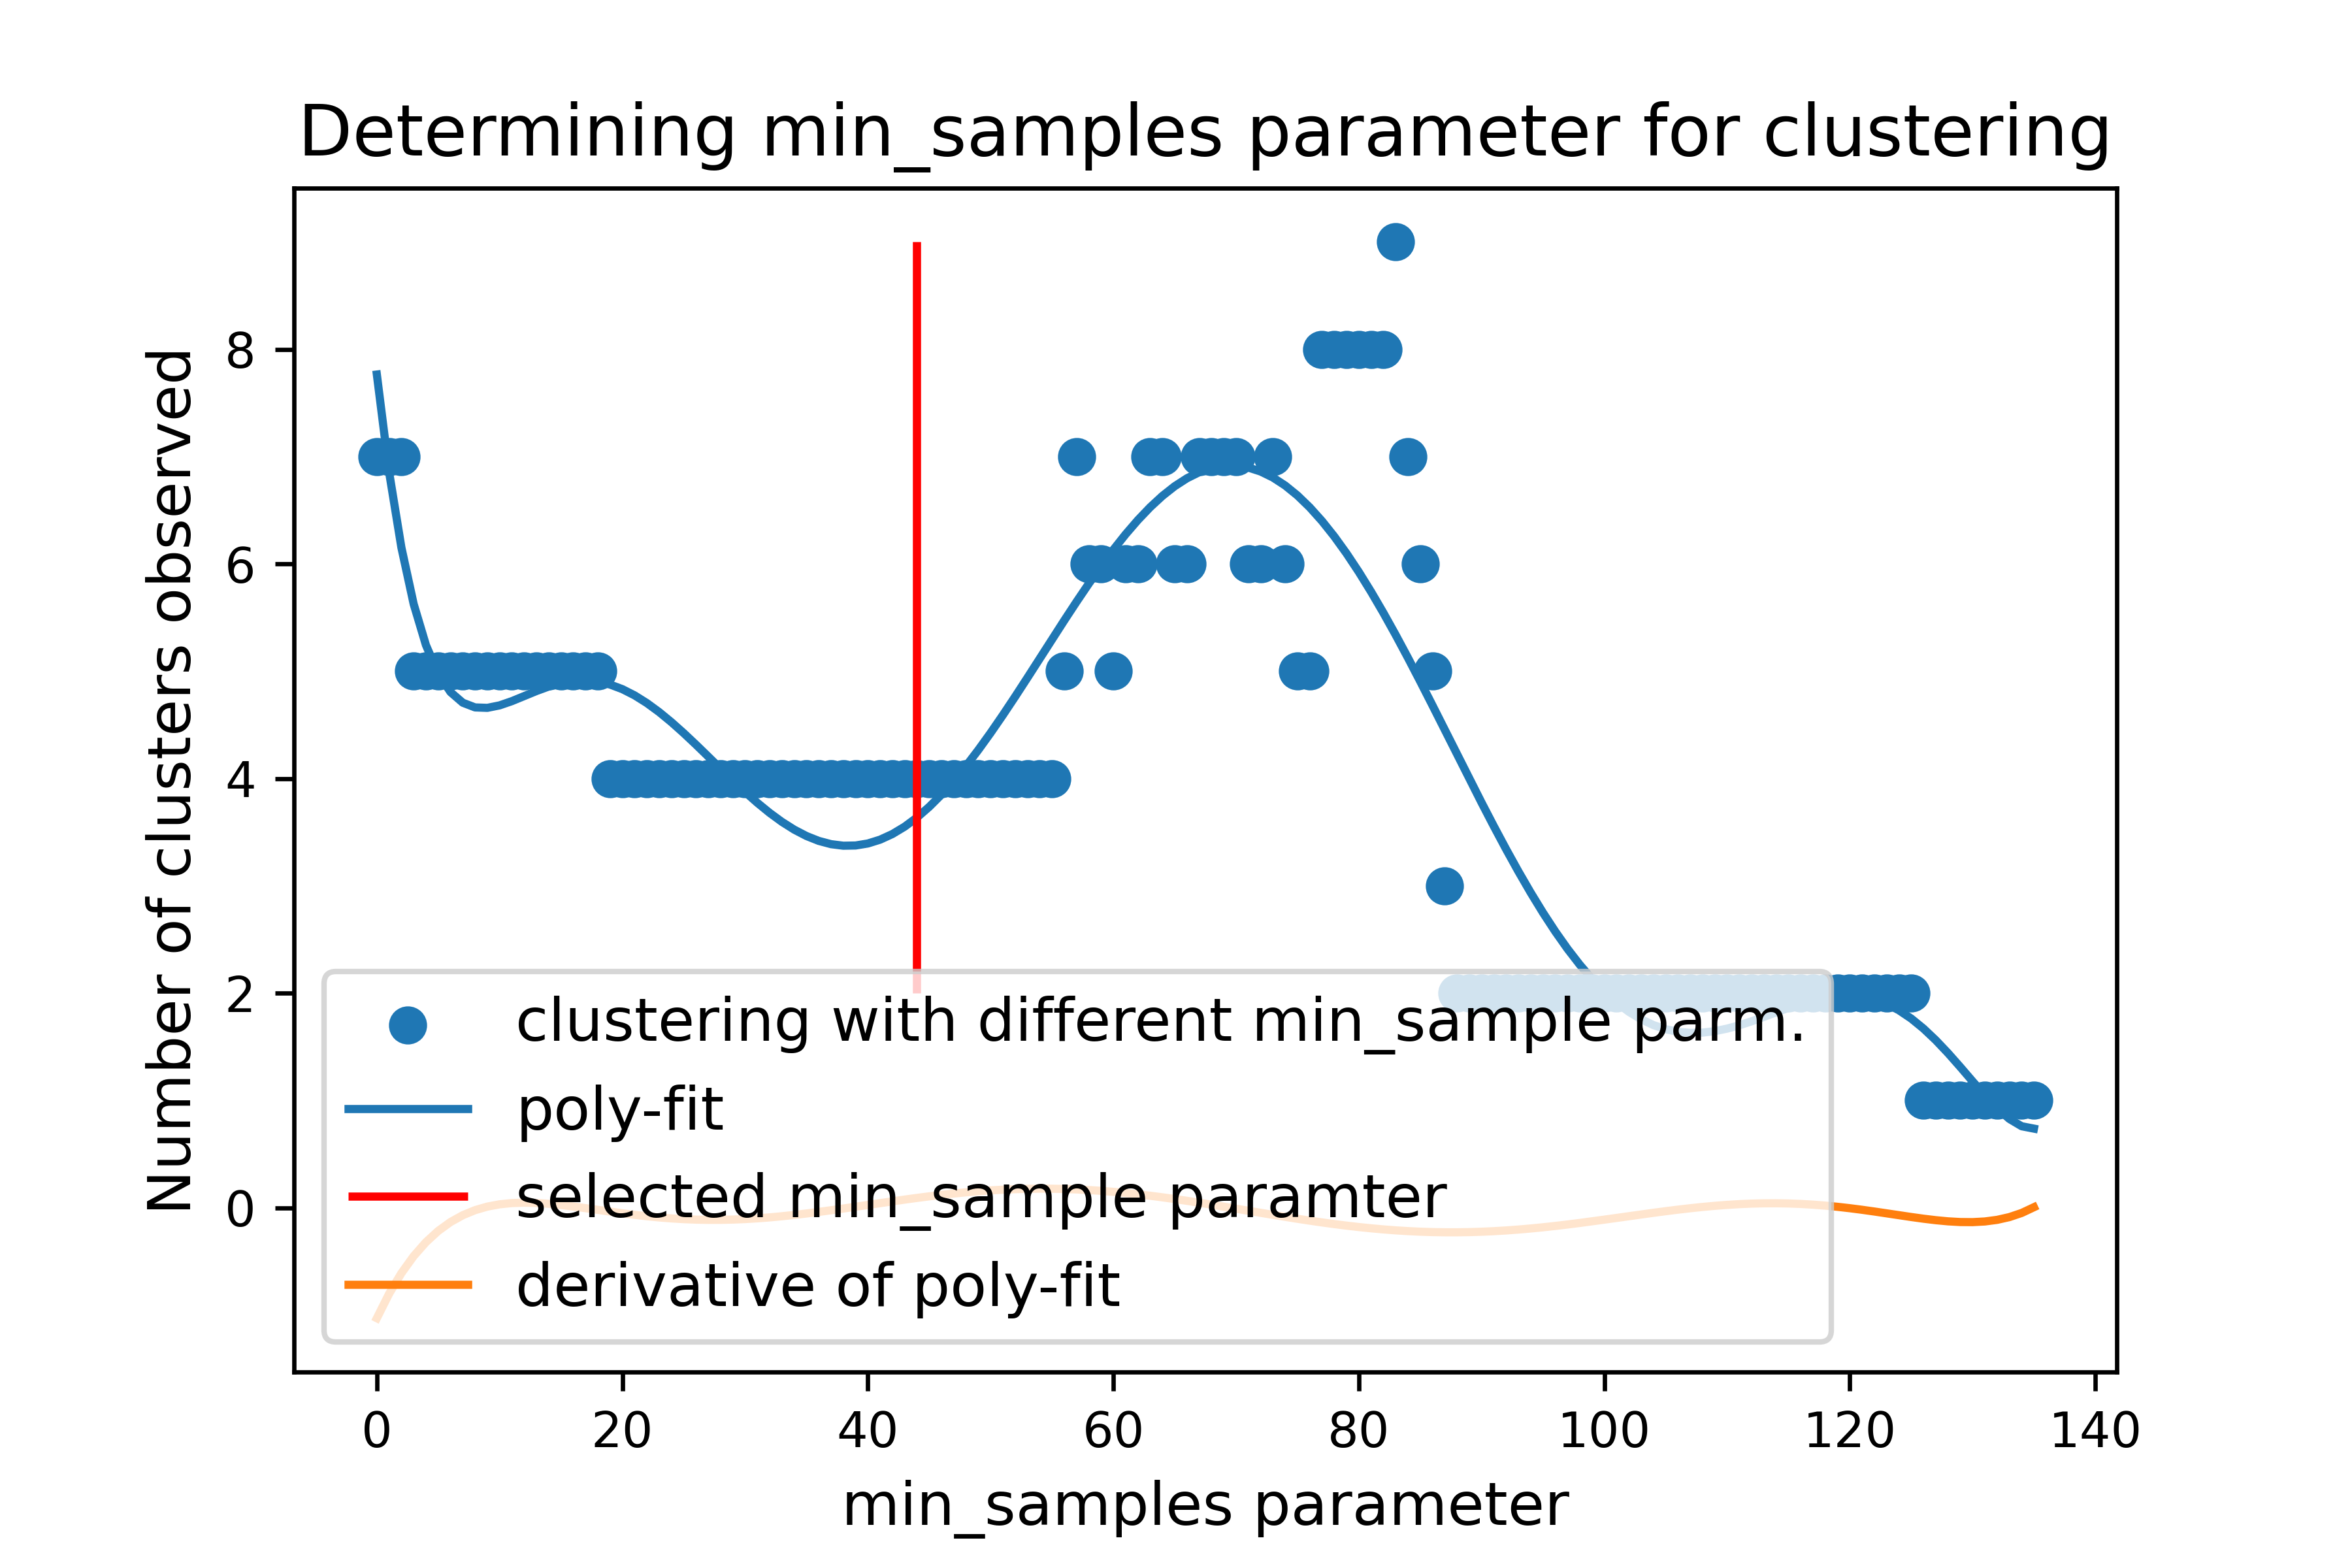 Determining min_samples parameter for clustering
Number of clusters observed
8
6
4
2
0
clustering with different min_sample parm.
poly-fit
selected min_sample paramter
derivative of poly-fit
0 20 40 60 80 100 120 140
min_samples parameter